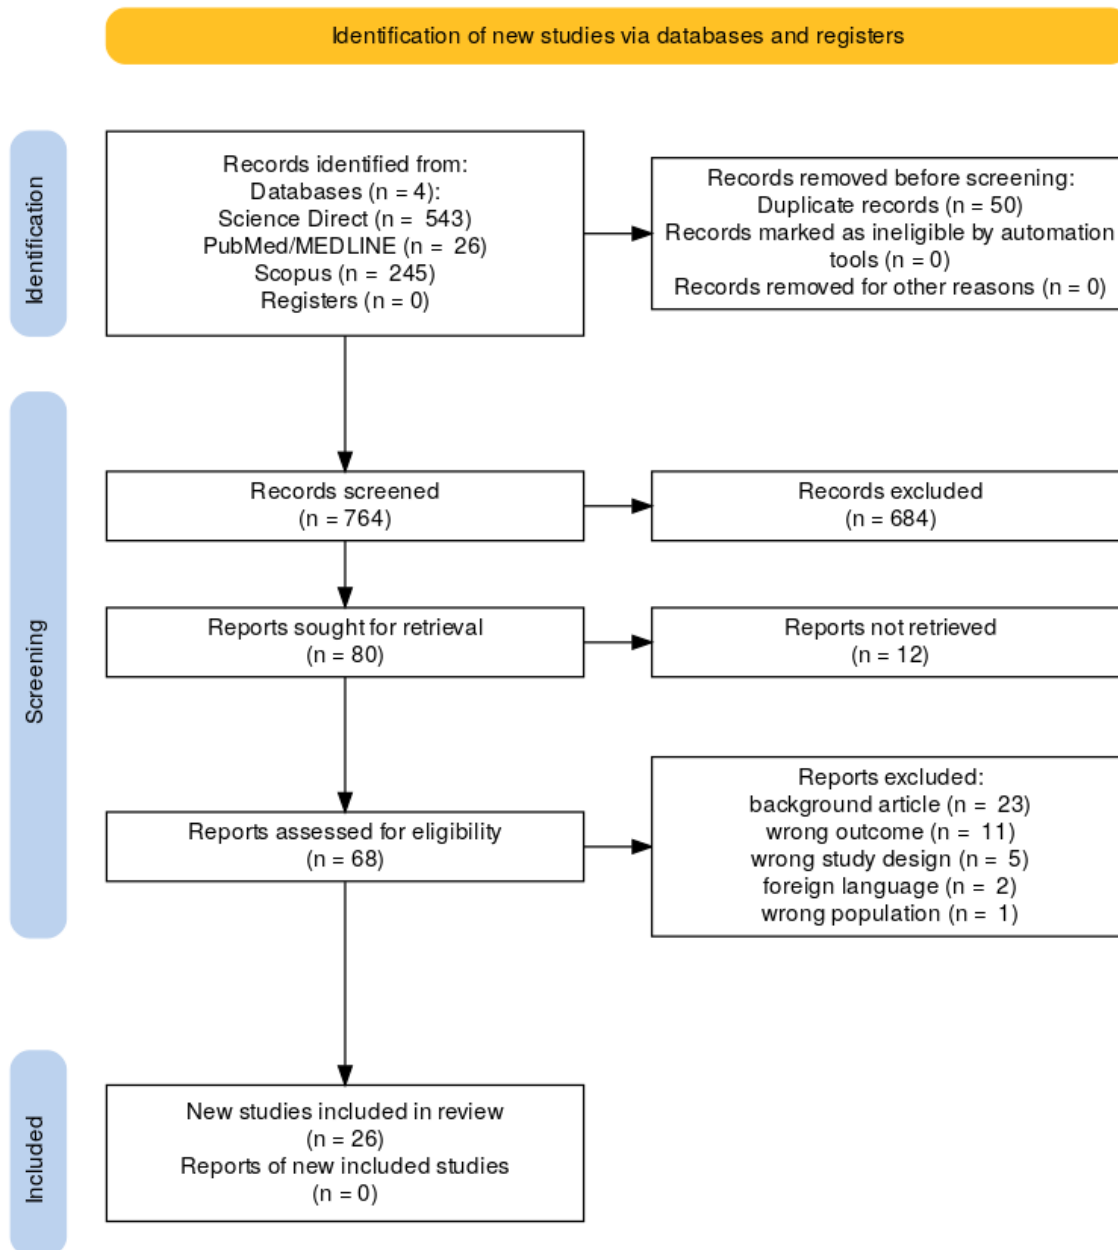 Identification of new studies via databases and registers
Identification
Records identified from:
Databases (n = 4):
Science Direct (n = 543)
PubMed/MEDLINE (n = 26)
Scopus (n = 245)
Registers (n = 0)
Records removed before screening:
Duplicate records (n = 50)
Records marked as ineligible by automation
tools (n = 0)
Records removed for other reasons (n = 0)
Screening
Records screened
(n = 764)
Records excluded
(n = 684)
Reports sought for retrieval
(n = 80)
Reports not retrieved
(n = 12)
Reports assessed for eligibility
(n = 68)
Reports excluded:
background article (n = 23)
wrong outcome (n = 11)
wrong study design (n = 5)
foreign language (n = 2)
wrong population (n = 1)
Included
New studies included in review
(n = 26)
Reports of new included studies
(n = 0)